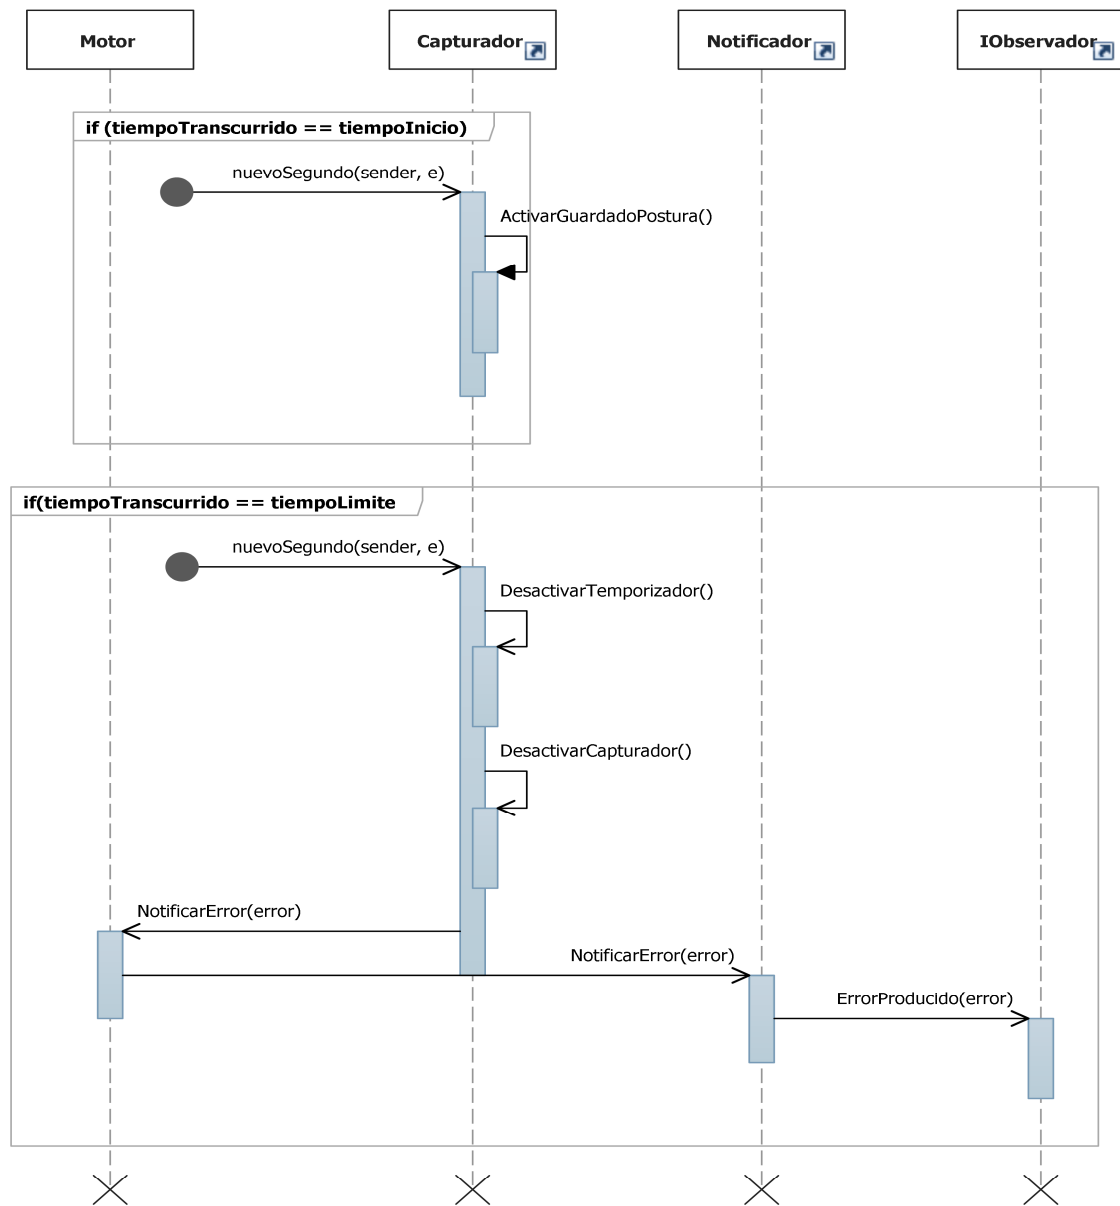 Motor
Capturador
Notificador
IObservador
if (tiempoTranscurrido == tiempoInicio)
nuevoSegundo(sender, e)
ActivarGuardadoPostura()
if(tiempoTranscurrido == tiempoLimite
nuevoSegundo(sender, e)
DesactivarTemporizador()
DesactivarCapturador()
NotificarError(error)
NotificarError(error)
ErrorProducido(error)